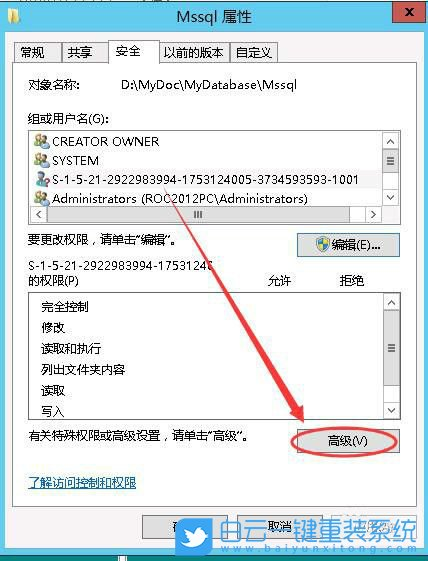 Mssql 属性
常规 共享 安全 以前的版本 自定义
对象名称: D:\MyDoc\MyDatabase\Mssql
组或用户名(G):
CREATOR OWNER
SYSTEM
S-1-5-21-2922983994-1753124005-3734593593-1001
Administrators (ROC2012PC\Administrators)
要更改权限，请单击"编辑"。
编辑(E)...
S-1-5-21-2922983994-1753124
的权限(P) 允许 拒绝
完全控制
修改
读取和执行
列出文件夹内容
读取
写入
有关特殊权限或高级设置，请单击"高级"。
高级(V)
了解访问控制和权限
取消
白云一键重装系统
www.baiyunxitong.com